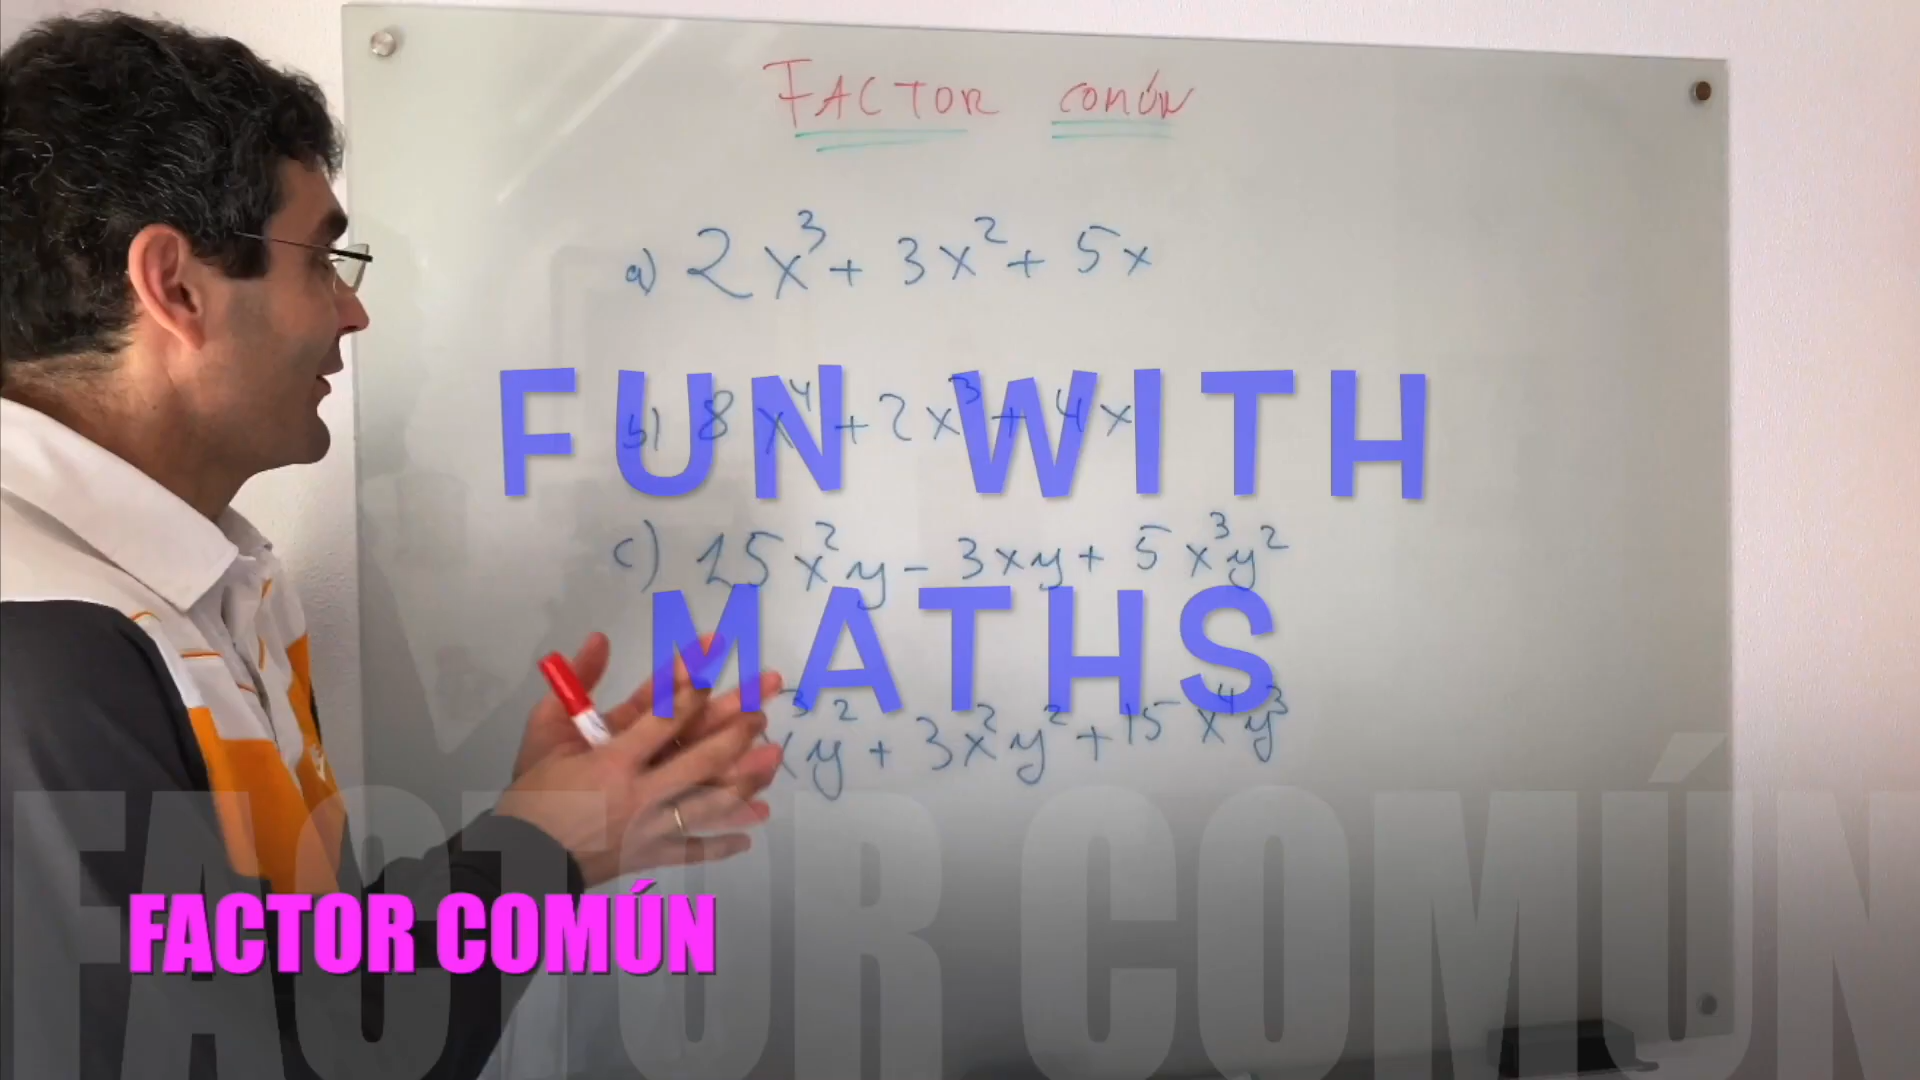 FACTOR COMÚN
a) 2x³ + 3x² + 5x
FUN WITH
b) 8x⁴ + 2x³ + 4x
c) 15x²y - 3xy + 5x³y²
MATHS
x³y² + 3x²y² + 15x⁴y³
FACTOR COMÚN
FACTOR COMÚN